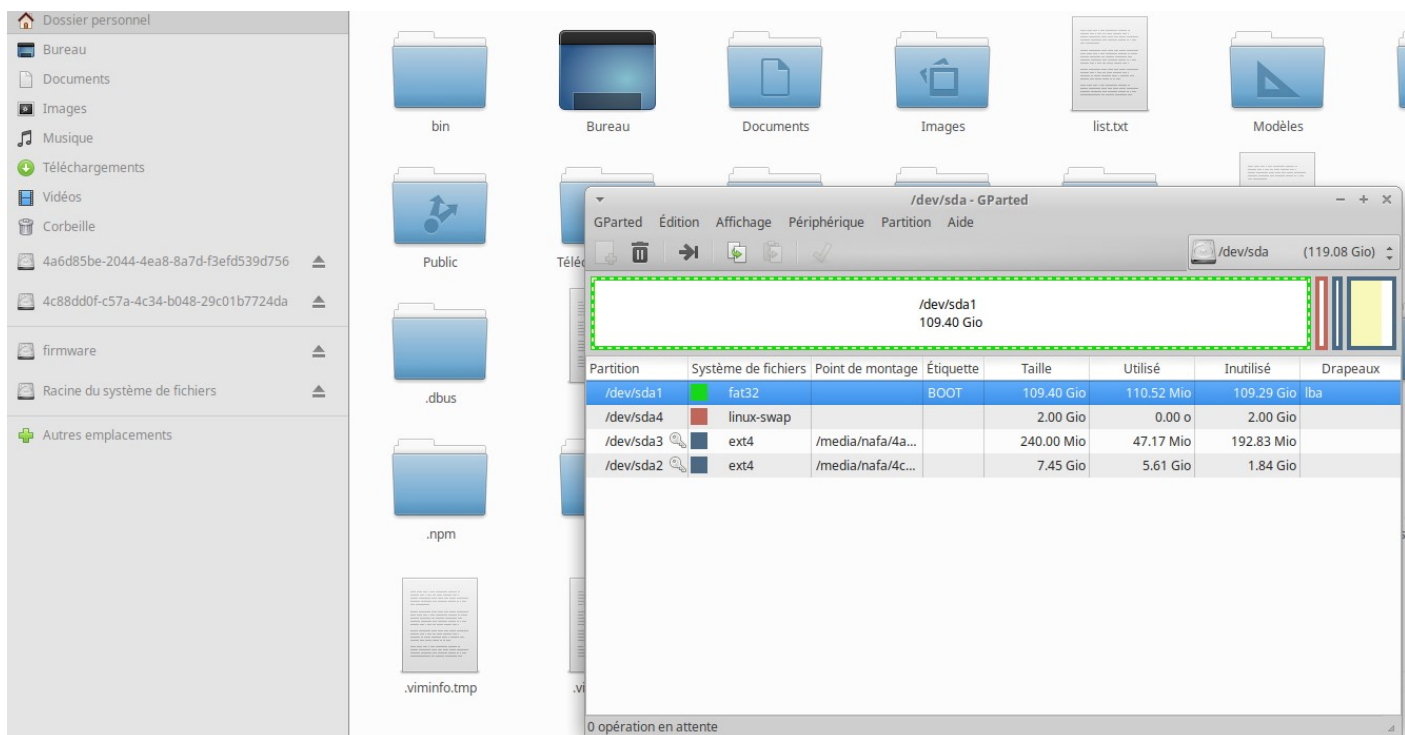 Dossier personnel
Bureau
Documents
Images
Musique
Téléchargements
Vidéos
Corbeille
4a6d85be-2044-4ea8-8a7d-f3efd539d756
4c88dd0f-c57a-4c34-b048-29c01b7724da
firmware
Racine du système de fichiers
Autres emplacements
bin
Bureau
Documents
Images
list.txt
Modèles
Public
Téléc
.dbus
.npm
.viminfo.tmp
.vi
/dev/sda - GParted
GParted Édition Affichage Périphérique Partition Aide
/dev/sda (119.08 Gio)
/dev/sda1
109.40 Gio
Partition Système de fichiers Point de montage Étiquette Taille Utilisé Inutilisé Drapeaux
/dev/sda1 fat32 BOOT 109.40 Gio 110.52 Mio 109.29 Gio lba
/dev/sda4 linux-swap 2.00 Gio 0.00 o 2.00 Gio
/dev/sda3 ext4 /media/nafa/4a... 240.00 Mio 47.17 Mio 192.83 Mio
/dev/sda2 ext4 /media/nafa/4c... 7.45 Gio 5.61 Gio 1.84 Gio
0 opération en attente